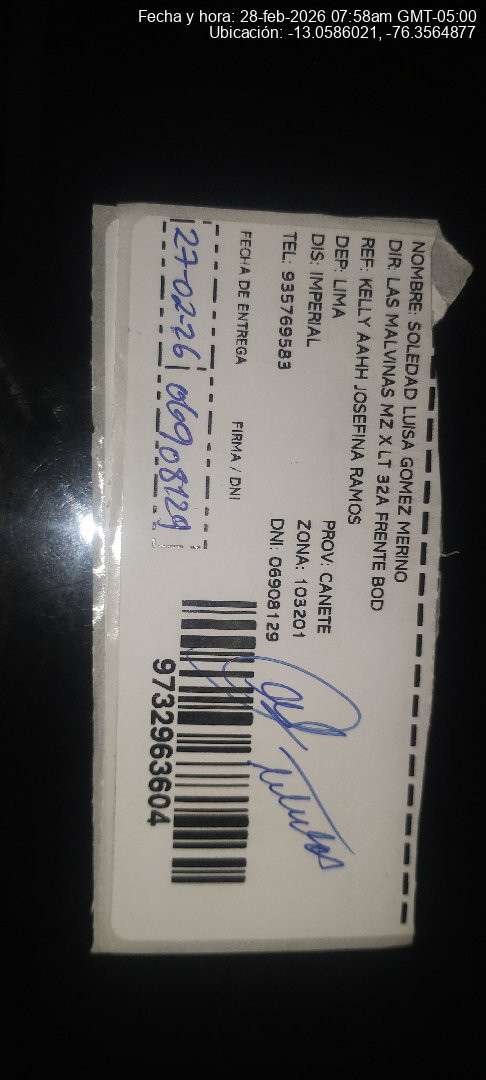 Fecha y hora: 28-feb-2026 07:58am GMT-05:00
Ubicación: -13.0586021, -76.3564877
NOMBRE: SOLEDAD LUISA GOMEZ MERINO
DIR: LAS MALVINAS MZ X LT 32A FRENTE BOD
REF: KELLY AAHH JOSEFINA RAMOS
DEP: LIMA PROV: CANETE
DIS: IMPERIAL ZONA: 103201
TEL: 935769583 DNI: 06908129
FECHA DE ENTREGA FIRMA / DNI
27-02-26 06908129
9732963604